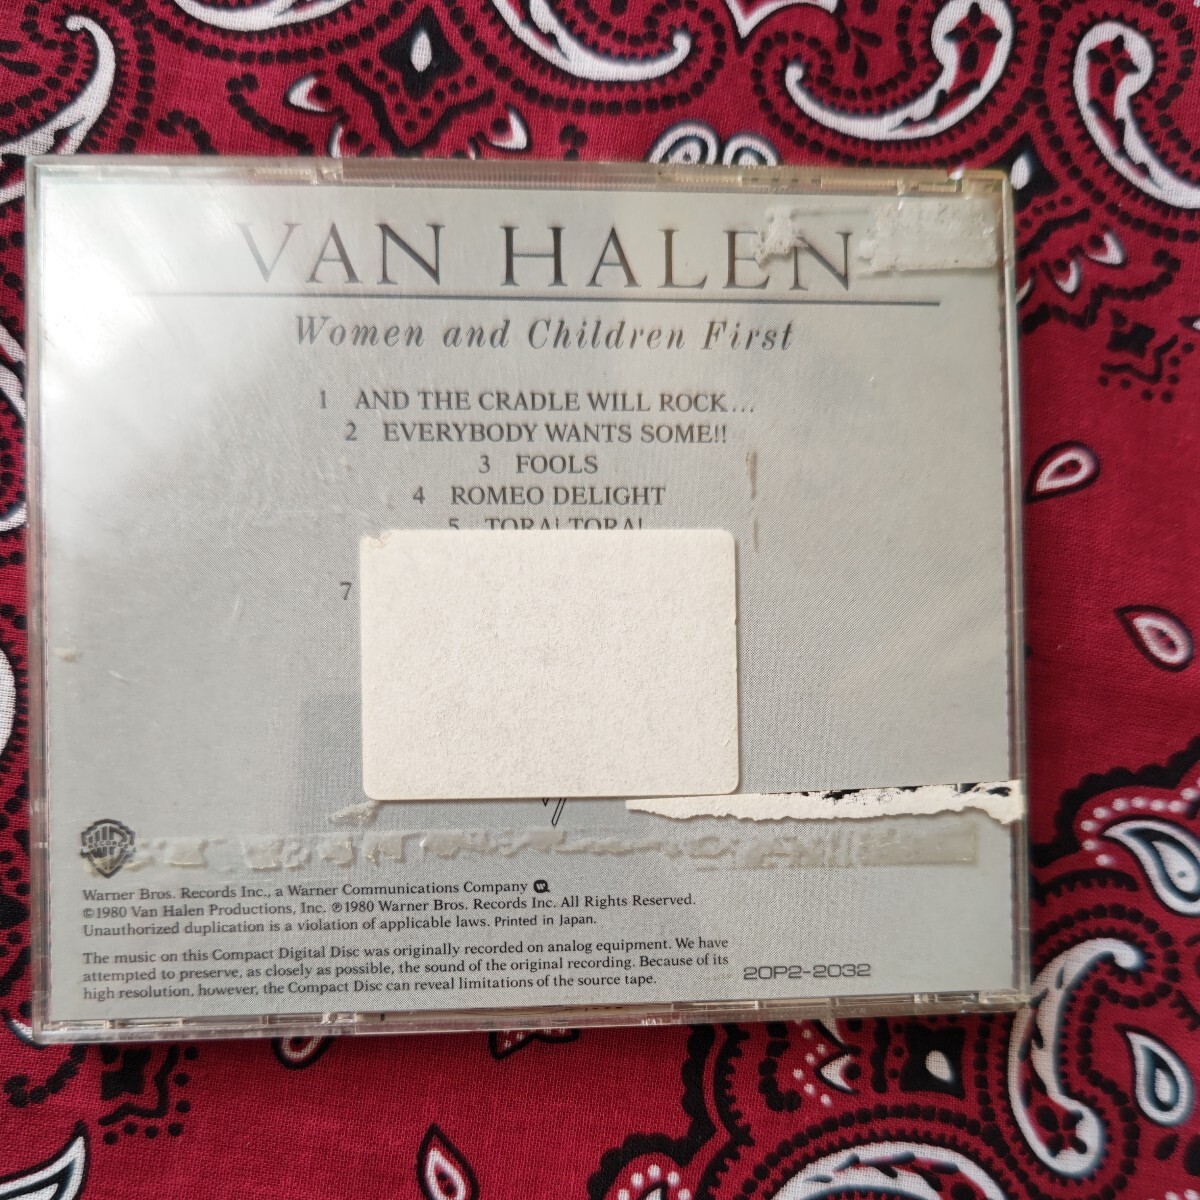 VAN HALEN
Women and Children First
1 AND THE CRADLE WILL ROCK...
2 EVERYBODY WANTS SOME!!
3 FOOLS
4 ROMEO DELIGHT
5 TORA! TORA!
7
Warner Bros. Records Inc., a Warner Communications Company
©1980 Van Halen Productions, Inc. ℗1980 Warner Bros. Records Inc. All Rights Reserved.
Unauthorized duplication is a violation of applicable laws. Printed in Japan.
The music on this Compact Digital Disc was originally recorded on analog equipment. We have
attempted to preserve, as closely as possible, the sound of the original recording. Because of its
high resolution, however, the Compact Disc can reveal limitations of the source tape.
20P2-2032